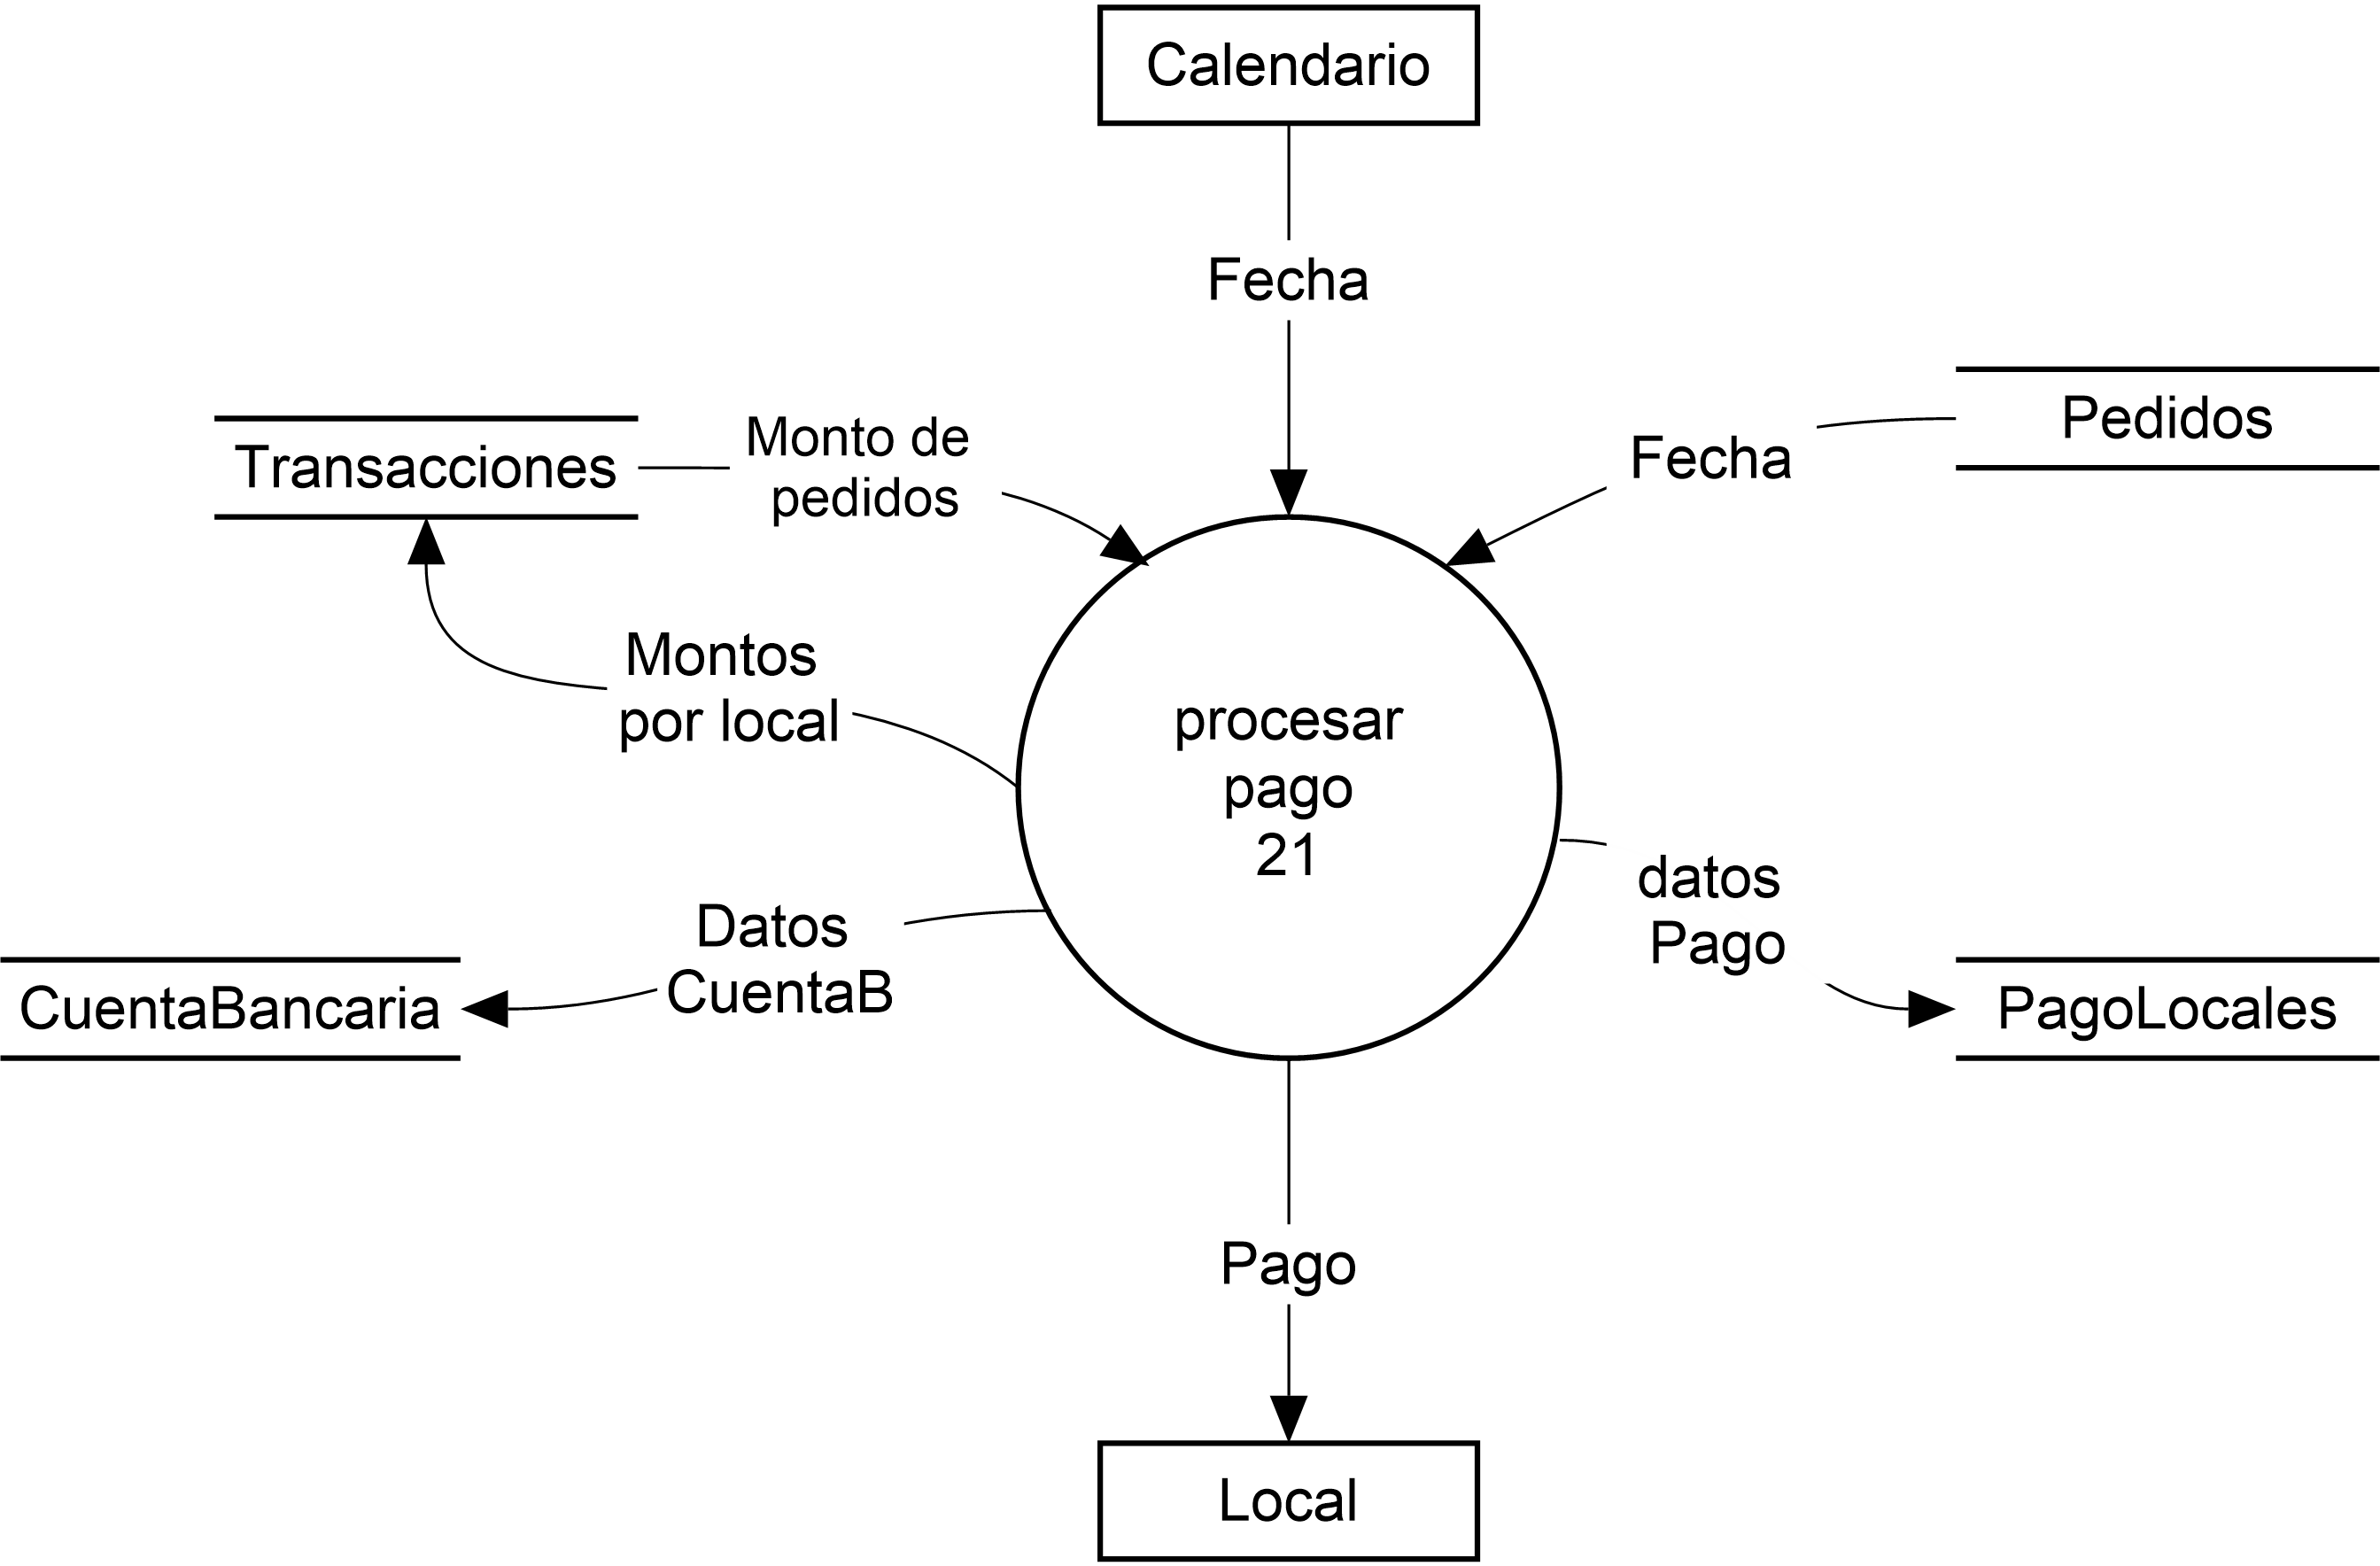 Calendario
Fecha
Pedidos
Fecha
Monto de
pedidos
Transacciones
Montos
por local
procesar
pago
21
datos
Pago
Datos
CuentaB
CuentaBancaria
PagoLocales
Pago
Local